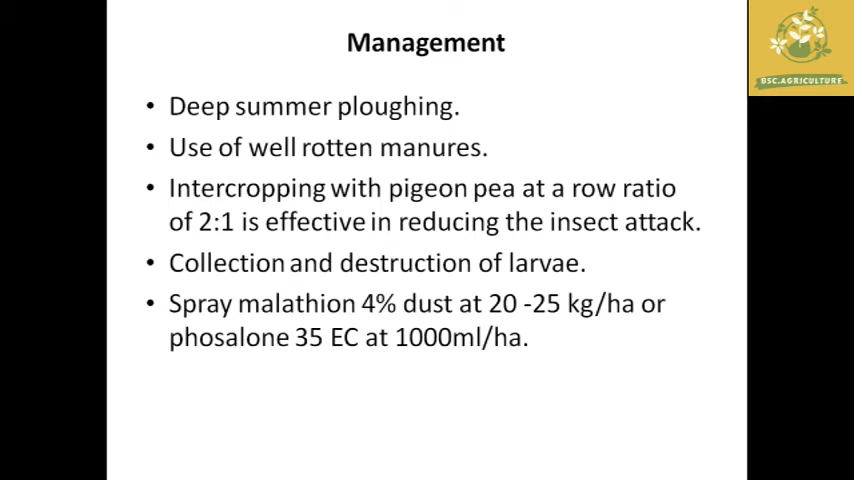 Management
BSC.AGRICULTURE
• Deep summer ploughing.
• Use of well rotten manures.
• Intercropping with pigeon pea at a row ratio
of 2:1 is effective in reducing the insect attack.
• Collection and destruction of larvae.
• Spray malathion 4% dust at 20 -25 kg/ha or
phosalone 35 EC at 1000ml/ha.